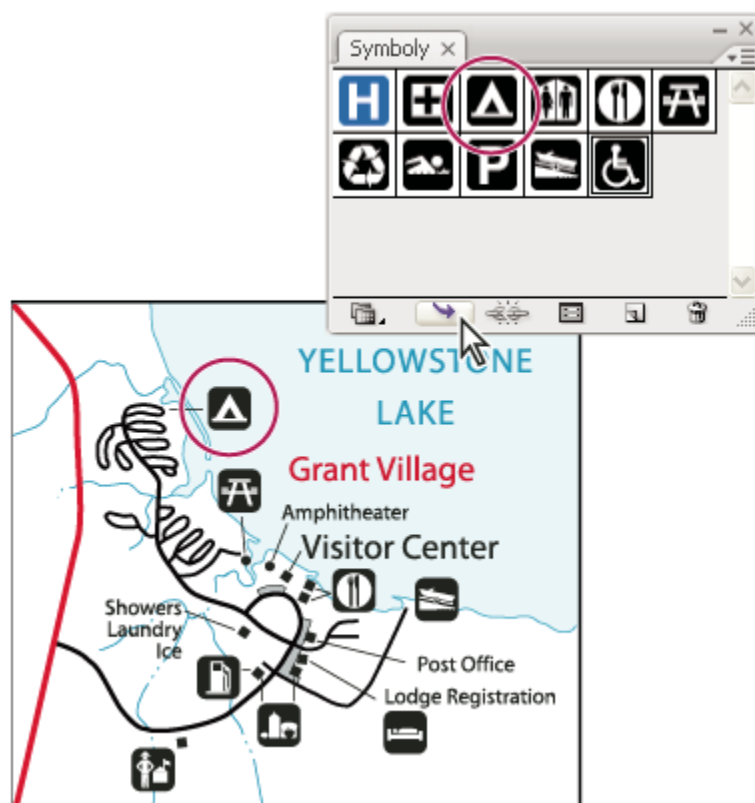 Symboly
H
P
YELLOWSTONE
LAKE
Grant Village
Amphitheater
Visitor Center
Showers
Laundry
Ice
Post Office
Lodge Registration